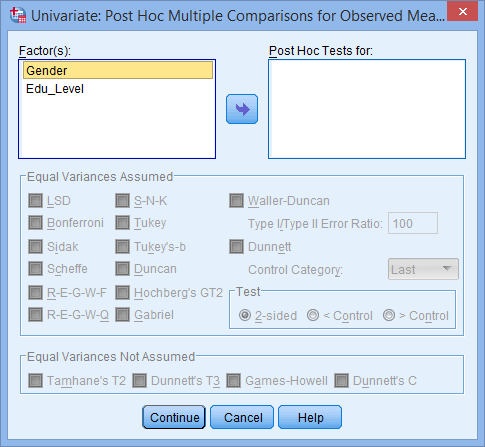 Univariate: Post Hoc Multiple Comparisons for Observed Mea...
Factor(s):
Post Hoc Tests for:
Gender
Edu_Level
Equal Variances Assumed
LSD
S-N-K
Waller-Duncan
Bonferroni
Tukey
Type I/Type II Error Ratio: 100
Sidak
Tukey's-b
Dunnett
Scheffe
Duncan
Control Category: Last
R-E-G-W-F
Hochberg's GT2
Test
R-E-G-W-Q
Gabriel
2-sided
< Control
> Control
Equal Variances Not Assumed
Tamhane's T2
Dunnett's T3
Games-Howell
Dunnett's C
Continue
Cancel
Help